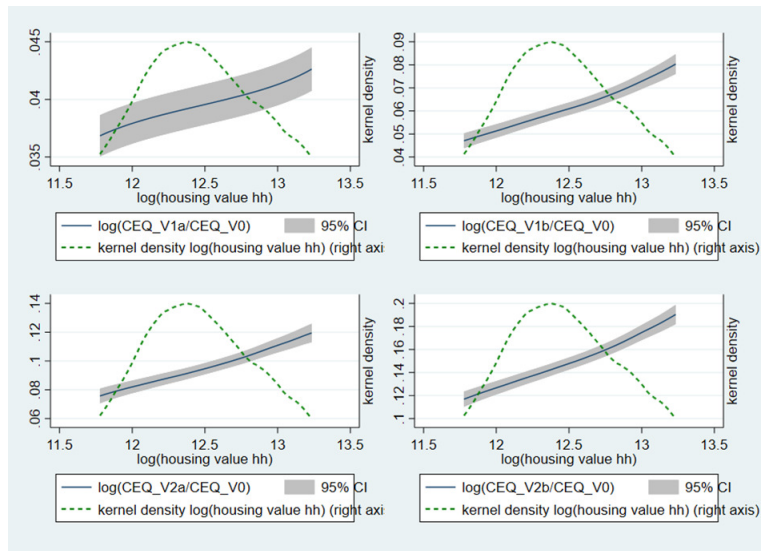 .045
.04
.035
kernel density
11.5 12 12.5 13 13.5
log(housing value hh)
log(CEQ_V1a/CEQ_V0) 95% CI
kernel density log(housing value hh) (right axi
.09
.08
.07
.06
.05
.04
kernel density
11.5 12 12.5 13 13.5
log(housing value hh)
log(CEQ_V1b/CEQ_V0) 95% CI
kernel density log(housing value hh) (right axis)
.14
.12
.1
.08
.06
kernel density
11.5 12 12.5 13 13.5
log(housing value hh)
log(CEQ_V2a/CEQ_V0) 95% CI
kernel density log(housing value hh) (right axi
.2
.18
.16
.14
.12
.1
kernel density
11.5 12 12.5 13 13.5
log(housing value hh)
log(CEQ_V2b/CEQ_V0) 95% CI
kernel density log(housing value hh) (right axis)